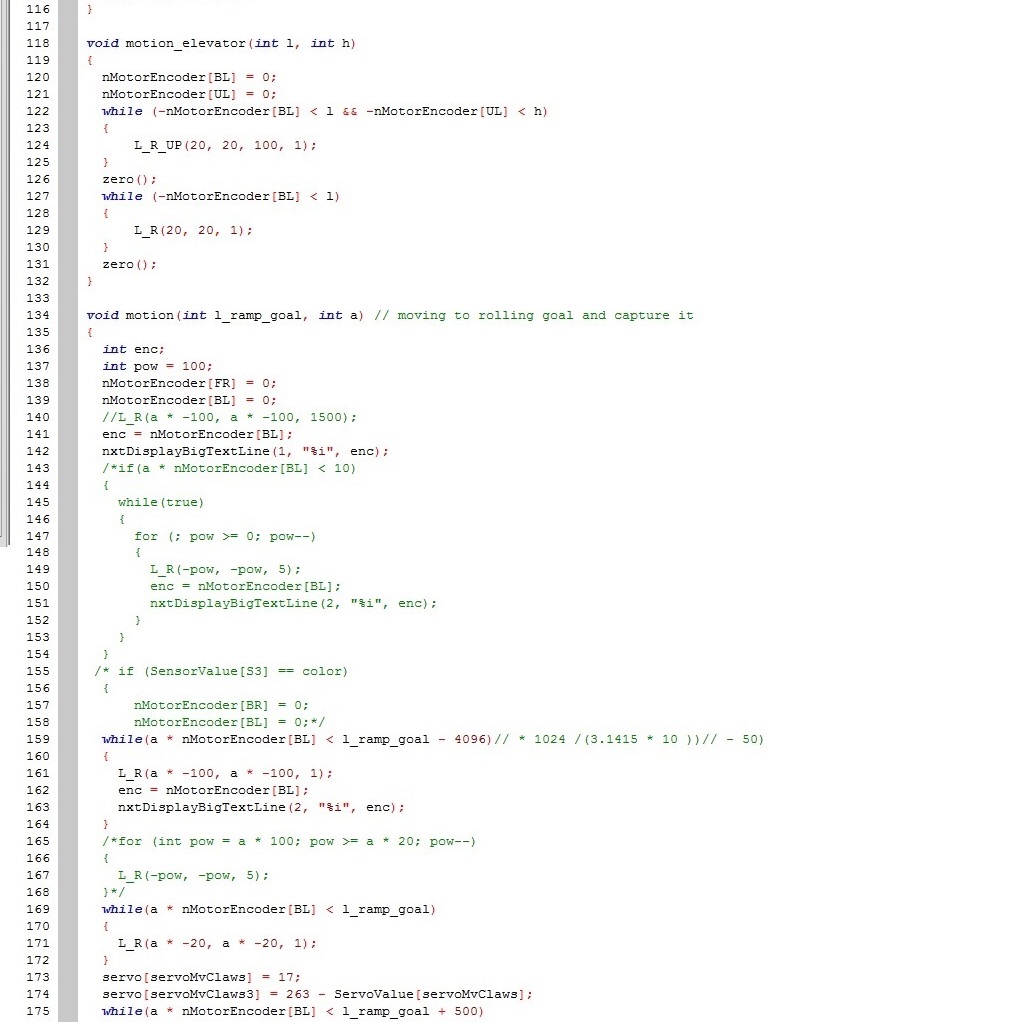 116 }
117
118 void motion_elevator(int l, int h)
119 {
120 nMotorEncoder[BL] = 0;
121 nMotorEncoder[UL] = 0;
122 while (-nMotorEncoder[BL] < l && -nMotorEncoder[UL] < h)
123 {
124 L_R_UP(20, 20, 100, 1);
125 }
126 zero();
127 while (-nMotorEncoder[BL] < l)
128 {
129 L_R(20, 20, 1);
130 }
131 zero();
132 }
133
134 void motion(int l_ramp_goal, int a) // moving to rolling goal and capture it
135 {
136 int enc;
137 int pow = 100;
138 nMotorEncoder[FR] = 0;
139 nMotorEncoder[BL] = 0;
140 //L_R(a * -100, a * -100, 1500);
141 enc = nMotorEncoder[BL];
142 nxtDisplayBigTextLine(1, "%i", enc);
143 /*if(a * nMotorEncoder[BL] < 10)
144 {
145 while(true)
146 {
147 for (; pow >= 0; pow--)
148 {
149 L_R(-pow, -pow, 5);
150 enc = nMotorEncoder[BL];
151 nxtDisplayBigTextLine(2, "%i", enc);
152 }
153 }
154 }
155 /* if (SensorValue[S3] == color)
156 {
157 nMotorEncoder[BR] = 0;
158 nMotorEncoder[BL] = 0;*/
159 while(a * nMotorEncoder[BL] < l_ramp_goal - 4096)// * 1024 /(3.1415 * 10 ))// - 50)
160 {
161 L_R(a * -100, a * -100, 1);
162 enc = nMotorEncoder[BL];
163 nxtDisplayBigTextLine(2, "%i", enc);
164 }
165 /*for (int pow = a * 100; pow >= a * 20; pow--)
166 {
167 L_R(-pow, -pow, 5);
168 }*/
169 while(a * nMotorEncoder[BL] < l_ramp_goal)
170 {
171 L_R(a * -20, a * -20, 1);
172 }
173 servo[servoMvClaws] = 17;
174 servo[servoMvClaws3] = 263 - ServoValue[servoMvClaws];
175 while(a * nMotorEncoder[BL] < l_ramp_goal + 500)